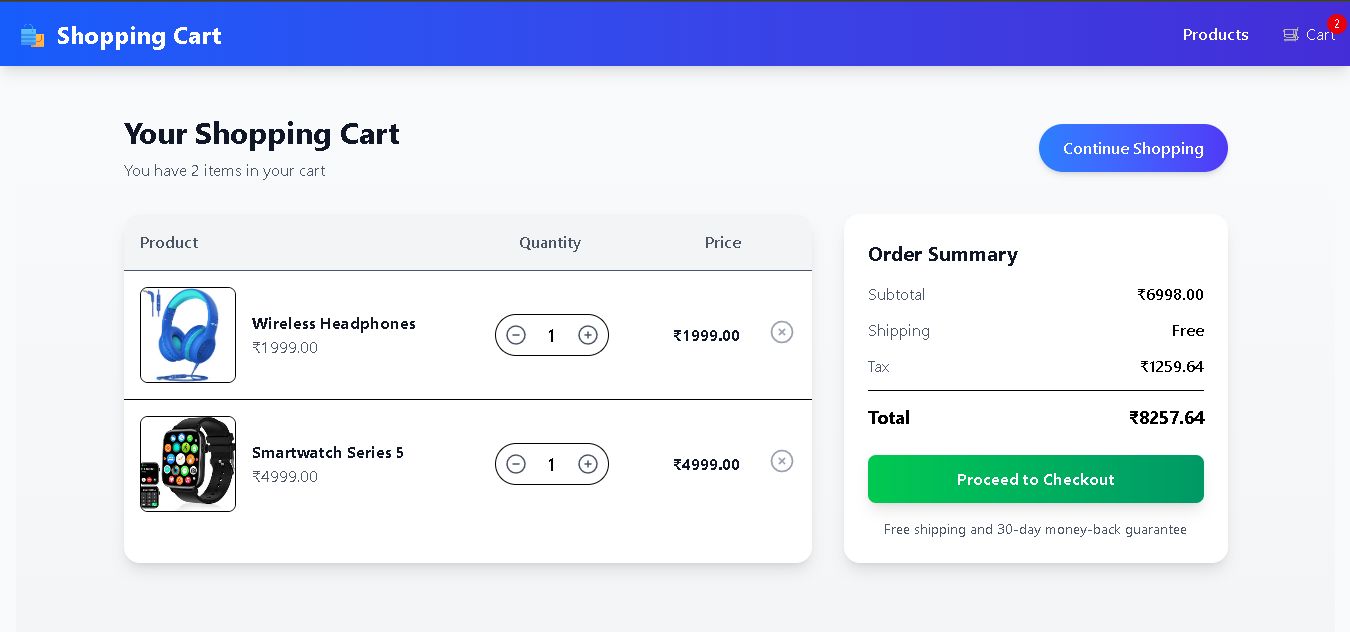 Shopping Cart
Products
Cart
2
Your Shopping Cart
You have 2 items in your cart
Continue Shopping
Product Quantity Price
Wireless Headphones
₹1999.00
1
₹1999.00
Smartwatch Series 5
₹4999.00
1
₹4999.00
Order Summary
Subtotal ₹6998.00
Shipping Free
Tax ₹1259.64
Total ₹8257.64
Proceed to Checkout
Free shipping and 30-day money-back guarantee